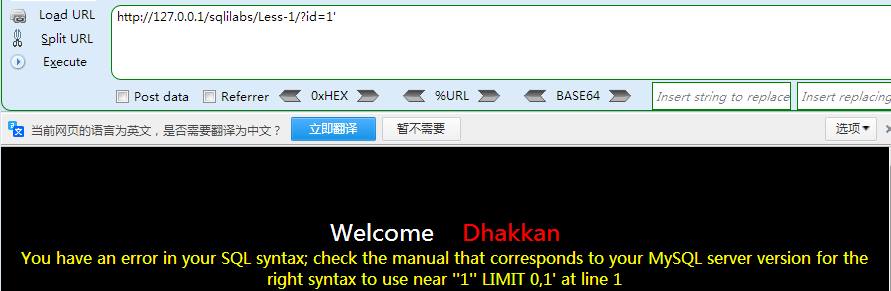 Load URL
http://127.0.0.1/sqlilabs/Less-1/?id=1'
Split URL
Execute
Post data
Referrer
0xHEX
%URL
BASE64
Insert string to replace
Insert replacing
当前网页的语言为英文，是否需要翻译为中文？
立即翻译
暂不需要
选项
Welcome Dhakkan
You have an error in your SQL syntax; check the manual that corresponds to your MySQL server version for the
right syntax to use near ''1'' LIMIT 0,1' at line 1